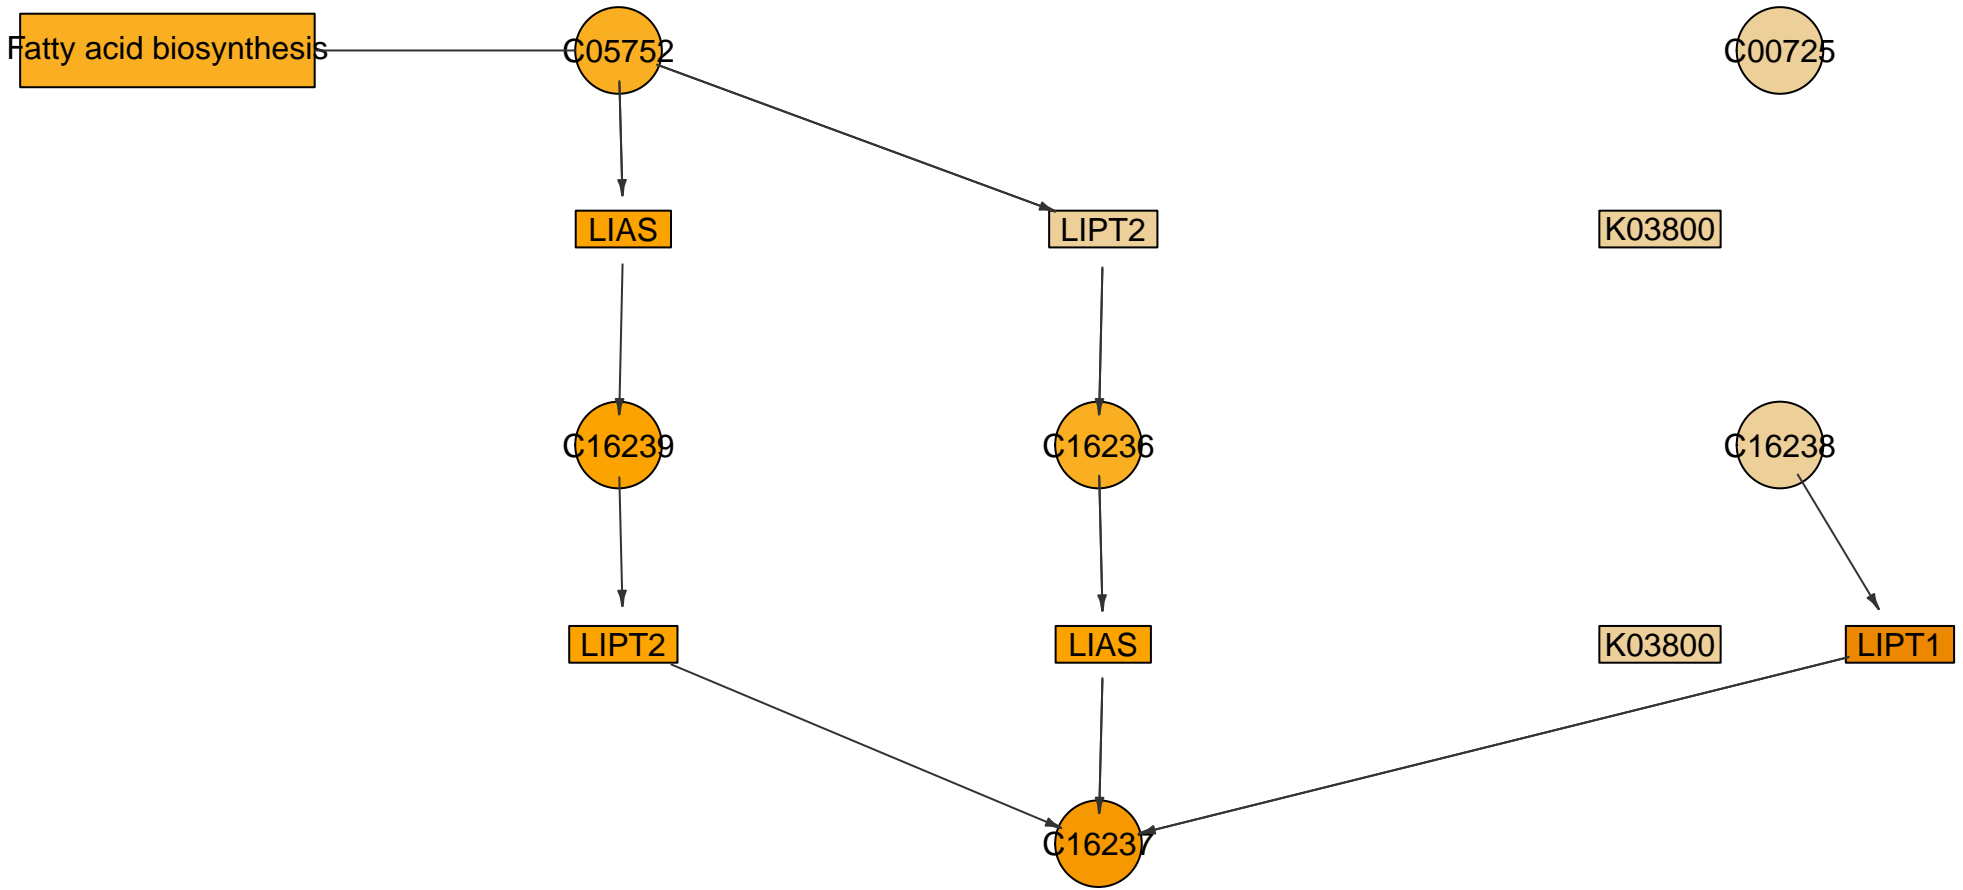 Fatty acid biosynthesis
C05752
C00725
LIAS
LIPT2
K03800
C16239
C16236
C16238
LIPT2
LIAS
K03800
LIPT1
C16237